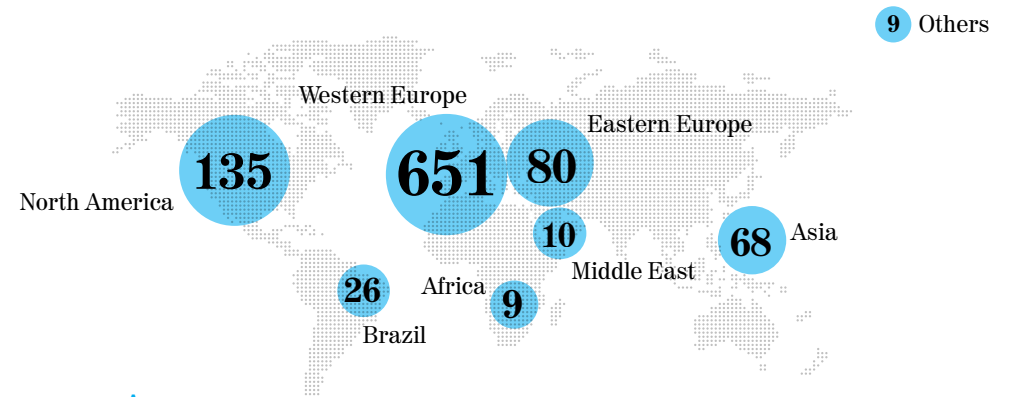 9 Others
Western Europe
Eastern Europe
135
651
80
North America
10
68
Asia
Middle East
26
Africa
9
Brazil